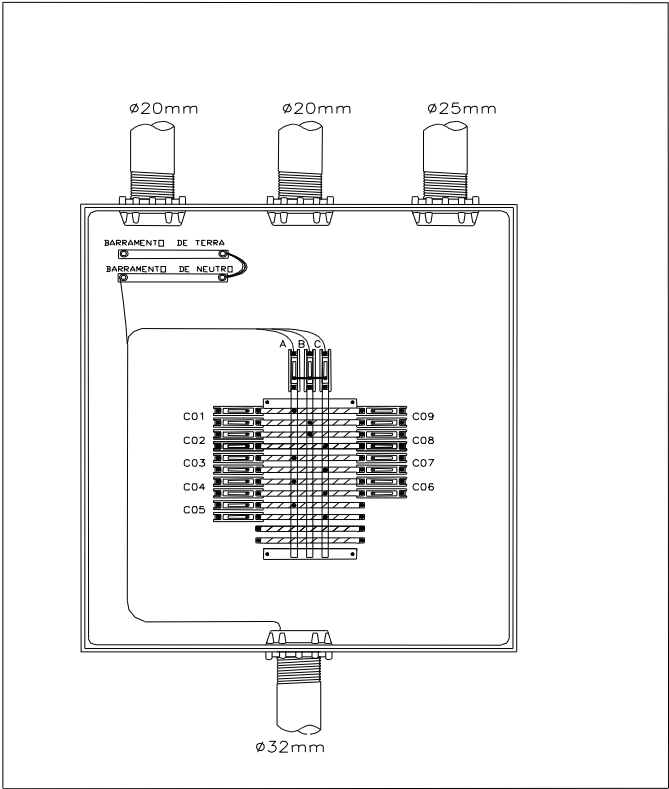 ø20mm ø20mm ø25mm
BARRAMENTO DE TERRA
BARRAMENTO DE NEUTRO
A B C
C01 C09
C02 C08
C03 C07
C04 C06
C05
ø32mm